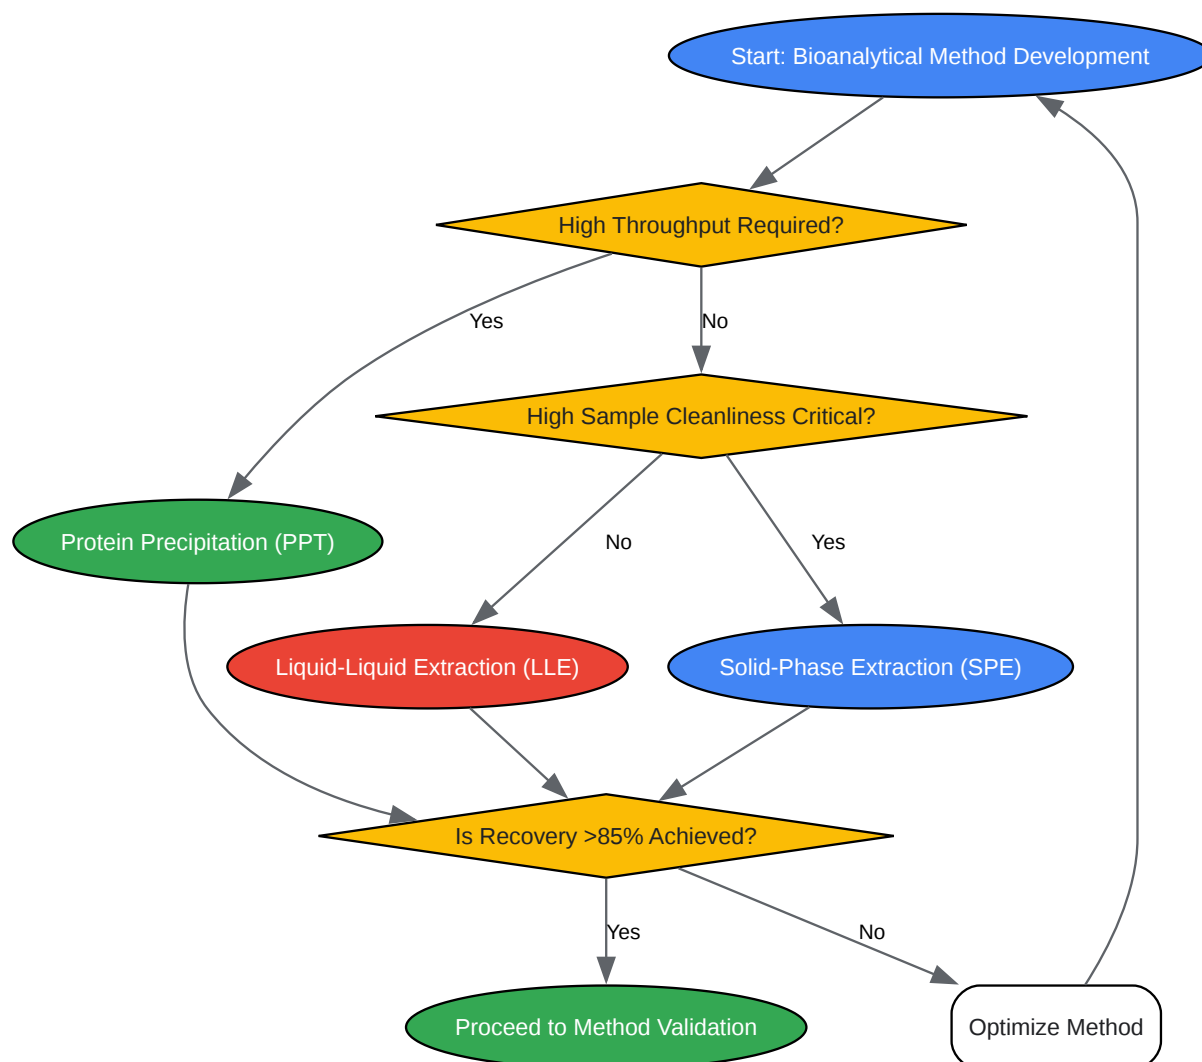 Start: Bioanalytical Method Development
High Throughput Required?
Yes
No
High Sample Cleanliness Critical?
Protein Precipitation (PPT)
No
Yes
Liquid-Liquid Extraction (LLE)
Solid-Phase Extraction (SPE)
Is Recovery >85% Achieved?
Yes
No
Proceed to Method Validation
Optimize Method